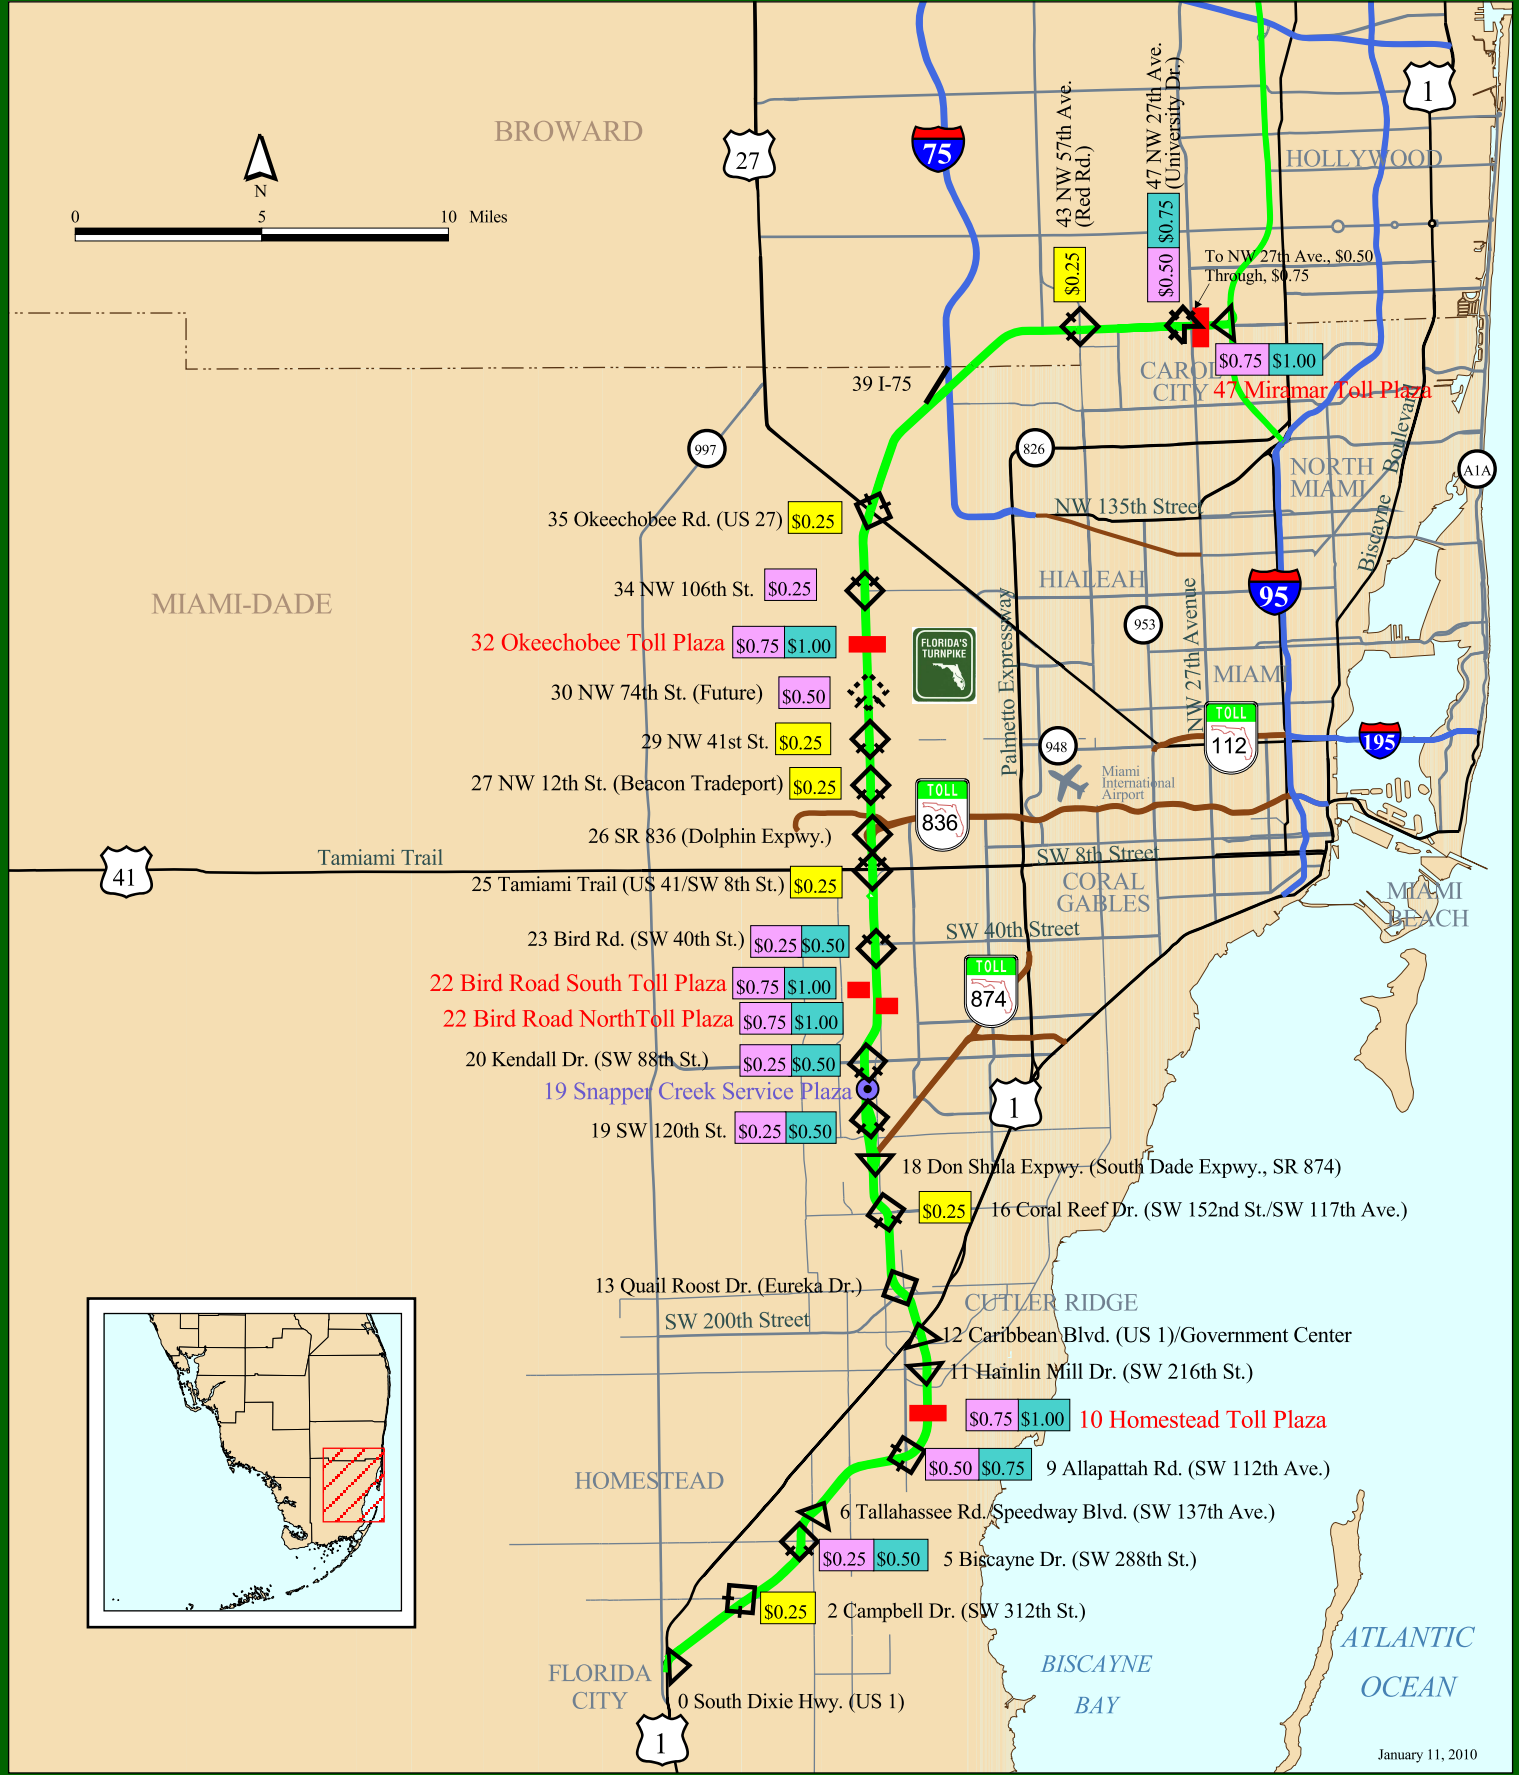 BROWARD
27
75
1
43 NW 57th Ave.
(Red Rd.)
47 NW 27th Ave.
(University Dr.)
HOLLYWOOD
N
0 5 10 Miles
$0.25
$0.50 $0.75
To NW 27th Ave., $0.50
Through, $0.75
$0.75 $1.00
CAROL
CITY
47 Miramar Toll Plaza
39 I-75
997
826
NORTH
MIAMI
Biscayne Boulevard
A1A
NW 135th Street
35 Okeechobee Rd. (US 27) $0.25
34 NW 106th St. $0.25
HIALEAH
95
MIAMI-DADE
953
32 Okeechobee Toll Plaza $0.75 $1.00
FLORIDA'S
TURNPIKE
Palmetto Expressway
NW 27th Avenue
MIAMI
30 NW 74th St. (Future) $0.50
29 NW 41st St. $0.25
948
TOLL
112
195
27 NW 12th St. (Beacon Tradeport) $0.25
Miami
International
Airport
TOLL
836
26 SR 836 (Dolphin Expwy.)
41
Tamiami Trail
SW 8th Street
25 Tamiami Trail (US 41/SW 8th St.) $0.25
CORAL
GABLES
MIAMI
BEACH
23 Bird Rd. (SW 40th St.) $0.25 $0.50
SW 40th Street
22 Bird Road South Toll Plaza $0.75 $1.00
TOLL
874
22 Bird Road NorthToll Plaza $0.75 $1.00
20 Kendall Dr. (SW 88th St.) $0.25 $0.50
19 Snapper Creek Service Plaza
1
19 SW 120th St. $0.25 $0.50
18 Don Shula Expwy. (South Dade Expwy., SR 874)
$0.25 16 Coral Reef Dr. (SW 152nd St./SW 117th Ave.)
13 Quail Roost Dr. (Eureka Dr.)
CUTLER RIDGE
SW 200th Street
12 Caribbean Blvd. (US 1)/Government Center
11 Hainlin Mill Dr. (SW 216th St.)
$0.75 $1.00 10 Homestead Toll Plaza
$0.50 $0.75 9 Allapattah Rd. (SW 112th Ave.)
HOMESTEAD
6 Tallahassee Rd./Speedway Blvd. (SW 137th Ave.)
$0.25 $0.50 5 Biscayne Dr. (SW 288th St.)
$0.25 2 Campbell Dr. (SW 312th St.)
FLORIDA
CITY
0 South Dixie Hwy. (US 1)
1
BISCAYNE
BAY
ATLANTIC
OCEAN
January 11, 2010